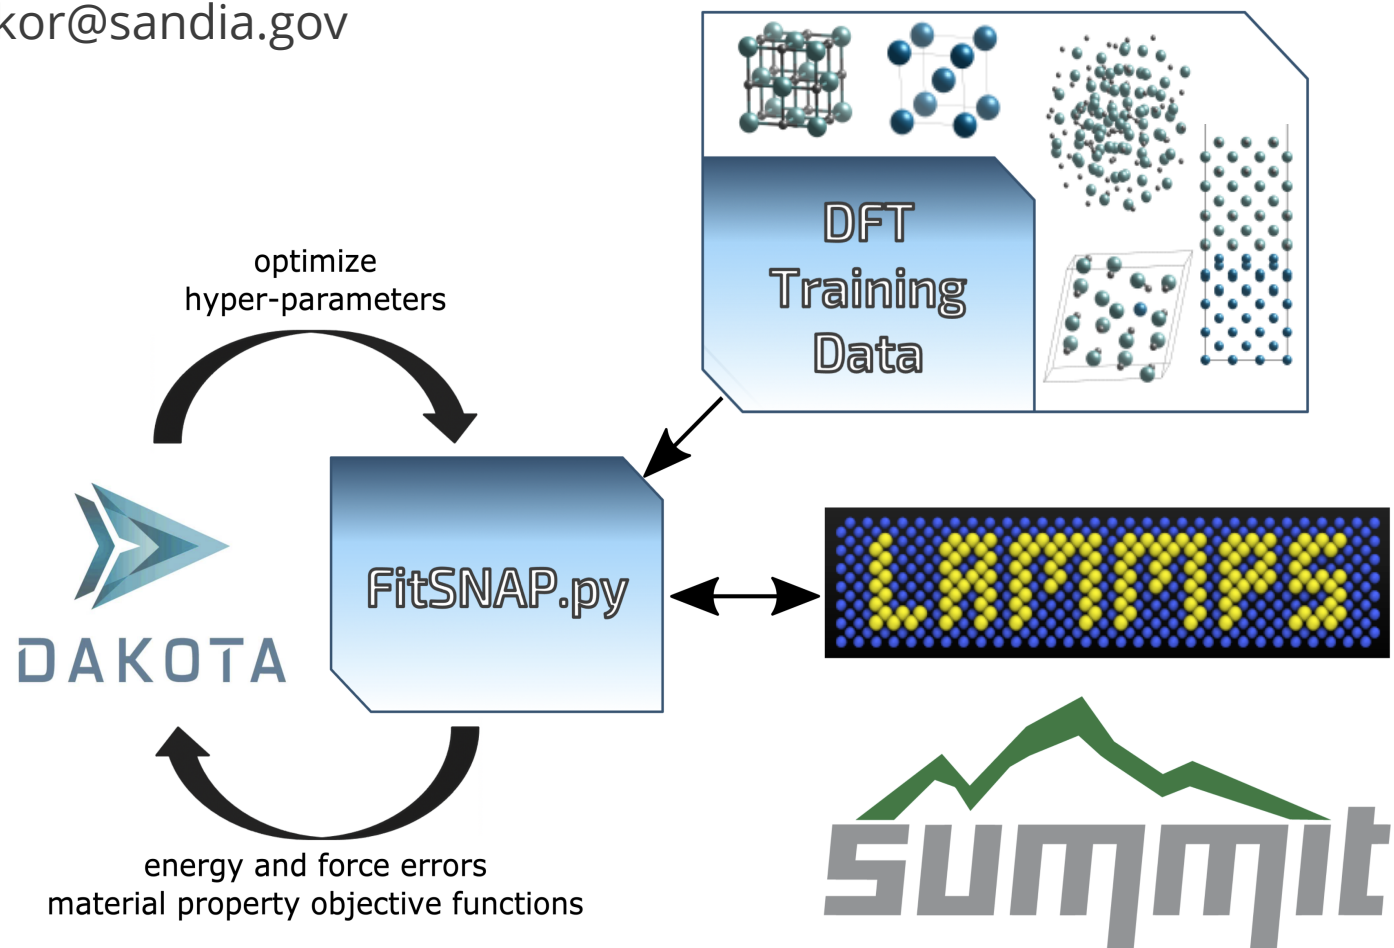 kor@sandia.gov
DFT
Training
Data
optimize
hyper-parameters
FitSNAP.py
LAMMPS
DAKOTA
energy and force errors
material property objective functions
summit